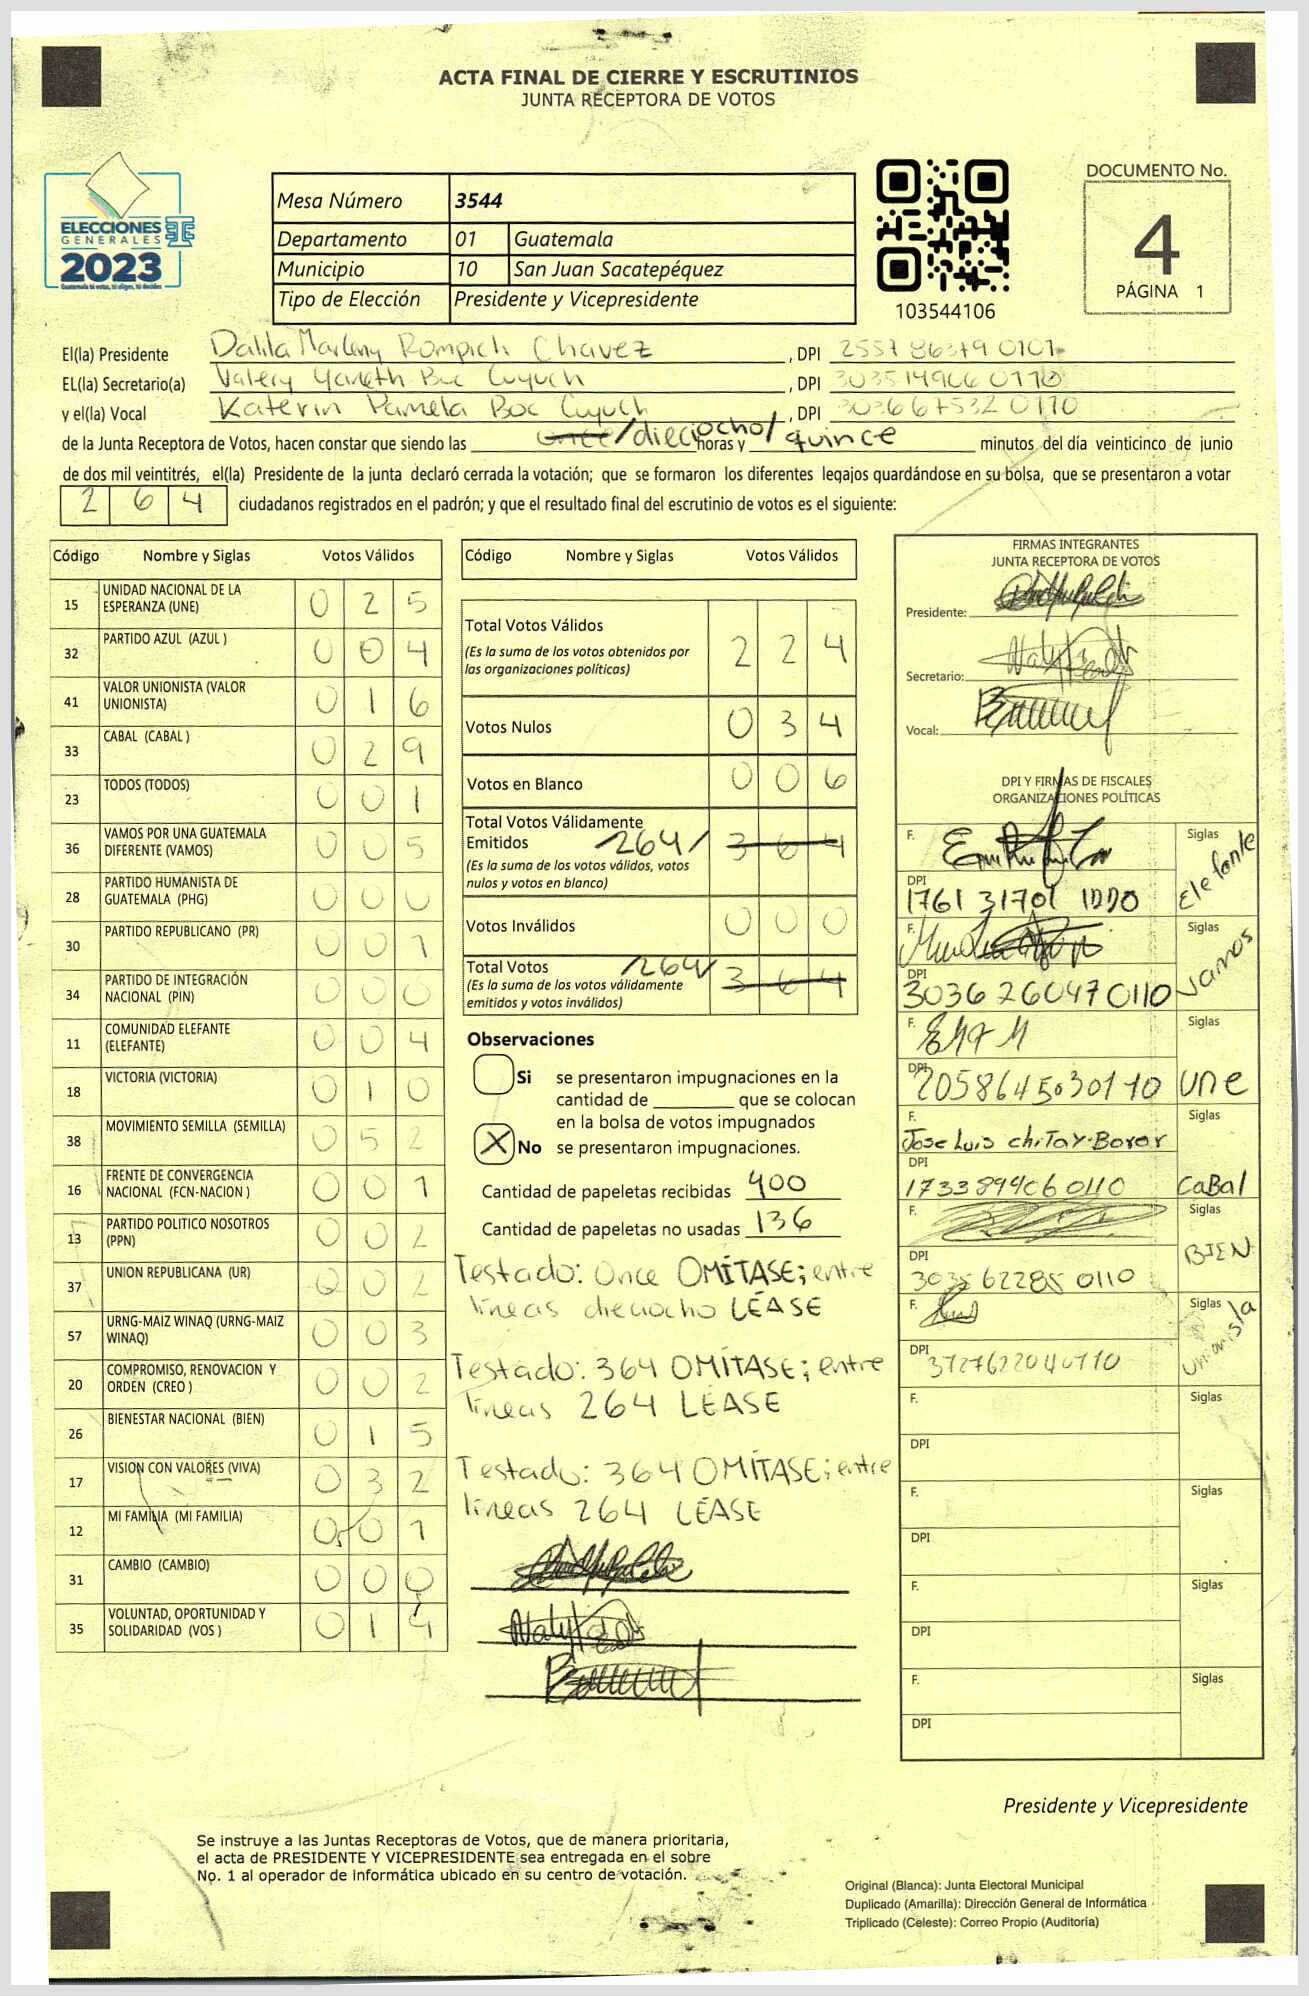 ACTA FINAL DE CIERRE Y ESCRUTINIOS
JUNTA RECEPTORA DE VOTOS
ELECCIONES
GENERALES
2023
Guatemala tú votas, tú eliges, tú decides
Mesa Número 3544
Departamento 01 Guatemala
Municipio 10 San Juan Sacatepéquez
Tipo de Elección Presidente y Vicepresidente
103544106
DOCUMENTO No.
4
PÁGINA 1
El(la) Presidente Dalila Marleny Rompich Chavez, DPI 2557 86379 0101
EL(la) Secretario(a) Valery Yaneth Boc Cuyuch, DPI 303514906 0110
y el(la) Vocal Katerin Pamela Boc Cuyuch, DPI 303667532 0110
de la Junta Receptora de Votos, hacen constar que siendo las once/dieciocho/ horas y quince minutos del día veinticinco de junio
de dos mil veintitrés, el(la) Presidente de la junta declaró cerrada la votación; que se formaron los diferentes legajos guardándose en su bolsa, que se presentaron a votar
2 6 4 ciudadanos registrados en el padrón; y que el resultado final del escrutinio de votos es el siguiente:
Código Nombre y Siglas Votos Válidos
15 UNIDAD NACIONAL DE LA ESPERANZA (UNE) 0 2 5
32 PARTIDO AZUL (AZUL ) 0 0 4
41 VALOR UNIONISTA (VALOR UNIONISTA) 0 1 6
33 CABAL (CABAL ) 0 2 9
23 TODOS (TODOS) 0 0 1
36 VAMOS POR UNA GUATEMALA DIFERENTE (VAMOS) 0 0 5
28 PARTIDO HUMANISTA DE GUATEMALA (PHG) 0 0 0
30 PARTIDO REPUBLICANO (PR) 0 0 1
34 PARTIDO DE INTEGRACIÓN NACIONAL (PIN) 0 0 0
11 COMUNIDAD ELEFANTE (ELEFANTE) 0 0 4
18 VICTORIA (VICTORIA) 0 1 0
38 MOVIMIENTO SEMILLA (SEMILLA) 0 5 2
16 FRENTE DE CONVERGENCIA NACIONAL (FCN-NACION ) 0 0 1
13 PARTIDO POLITICO NOSOTROS (PPN) 0 0 2
37 UNION REPUBLICANA (UR) 0 0 2
57 URNG-MAIZ WINAQ (URNG-MAIZ WINAQ) 0 0 3
20 COMPROMISO, RENOVACION Y ORDEN (CREO ) 0 0 2
26 BIENESTAR NACIONAL (BIEN) 0 1 5
17 VISION CON VALORES (VIVA) 0 3 2
12 MI FAMILIA (MI FAMILIA) 0 0 1
31 CAMBIO (CAMBIO) 0 0 0
35 VOLUNTAD, OPORTUNIDAD Y SOLIDARIDAD (VOS ) 0 1 9
Código Nombre y Siglas Votos Válidos
Total Votos Válidos 2 2 4
(Es la suma de los votos obtenidos por
las organizaciones políticas)
Votos Nulos 0 3 4
Votos en Blanco 0 0 6
Total Votos Válidamente
Emitidos 264/ 3 6 4
(Es la suma de los votos válidos, votos
nulos y votos en blanco)
Votos Inválidos 0 0 0
Total Votos 264/ 3 6 4
(Es la suma de los votos válidamente
emitidos y votos inválidos)
Observaciones
Si se presentaron impugnaciones en la
cantidad de ________ que se colocan
en la bolsa de votos impugnados
X No se presentaron impugnaciones.
Cantidad de papeletas recibidas 400
Cantidad de papeletas no usadas 136
Testado: Once OMÍTASE; entre
lineas dieciocho LÉASE
Testado: 364 OMÍTASE; entre
lineas 264 LÉASE
Testado: 364 OMÍTASE; entre
lineas 264 LÉASE
FIRMAS INTEGRANTES
JUNTA RECEPTORA DE VOTOS
Presidente:
Secretario:
Vocal:
DPI Y FIRMAS DE FISCALES
ORGANIZACIONES POLÍTICAS
F. Siglas Elefante
DPI 1761 31701 1010
F. Siglas Vamos
DPI 3036 26047 0110
F. Siglas UNE
DPI 2058645030110
F. Jose Luis Chitay Boror Siglas CaBal
DPI 1733894060110
F. Siglas BIEN
DPI 3035 62285 0110
F. Siglas Unionista
DPI 3727622040110
F. Siglas
DPI
F. Siglas
DPI
F. Siglas
DPI
F. Siglas
DPI
Presidente y Vicepresidente
Se instruye a las Juntas Receptoras de Votos, que de manera prioritaria,
el acta de PRESIDENTE Y VICEPRESIDENTE sea entregada en el sobre
No. 1 al operador de informática ubicado en su centro de votación.
Original (Blanca): Junta Electoral Municipal
Duplicado (Amarilla): Dirección General de Informática
Triplicado (Celeste): Correo Propio (Auditoría)